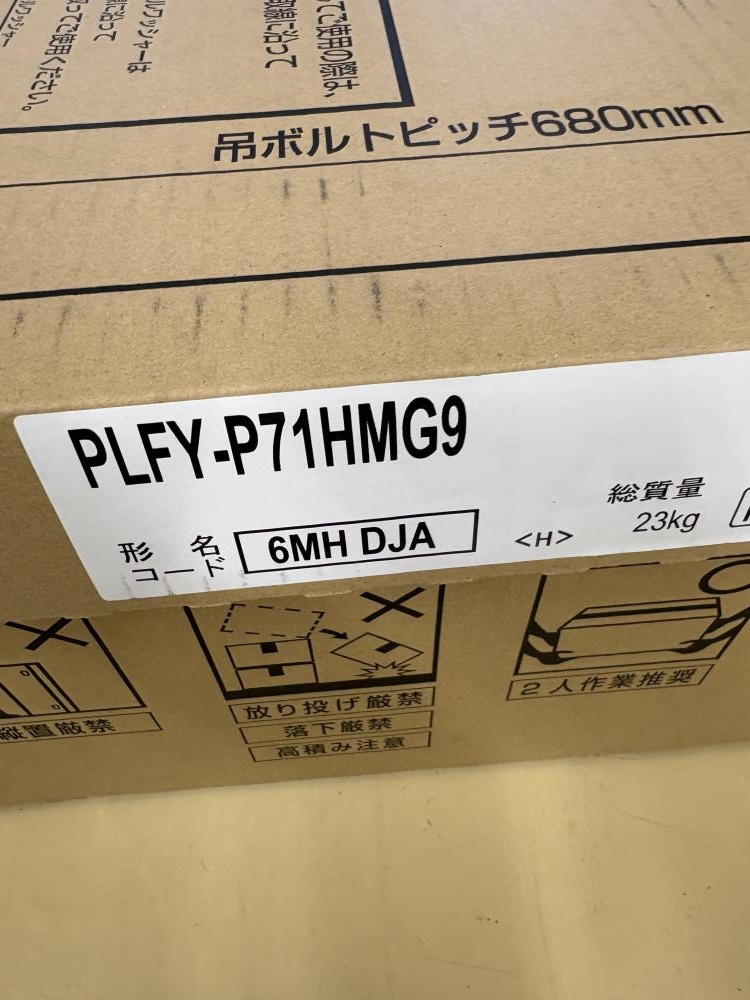 吊ボルトピッチ680mm
PLFY-P71HMG9
形 名
コード
6MH DJA
<H>
総質量
23kg
縦置厳禁
放り投げ厳禁
落下厳禁
高積み注意
2人作業推奨